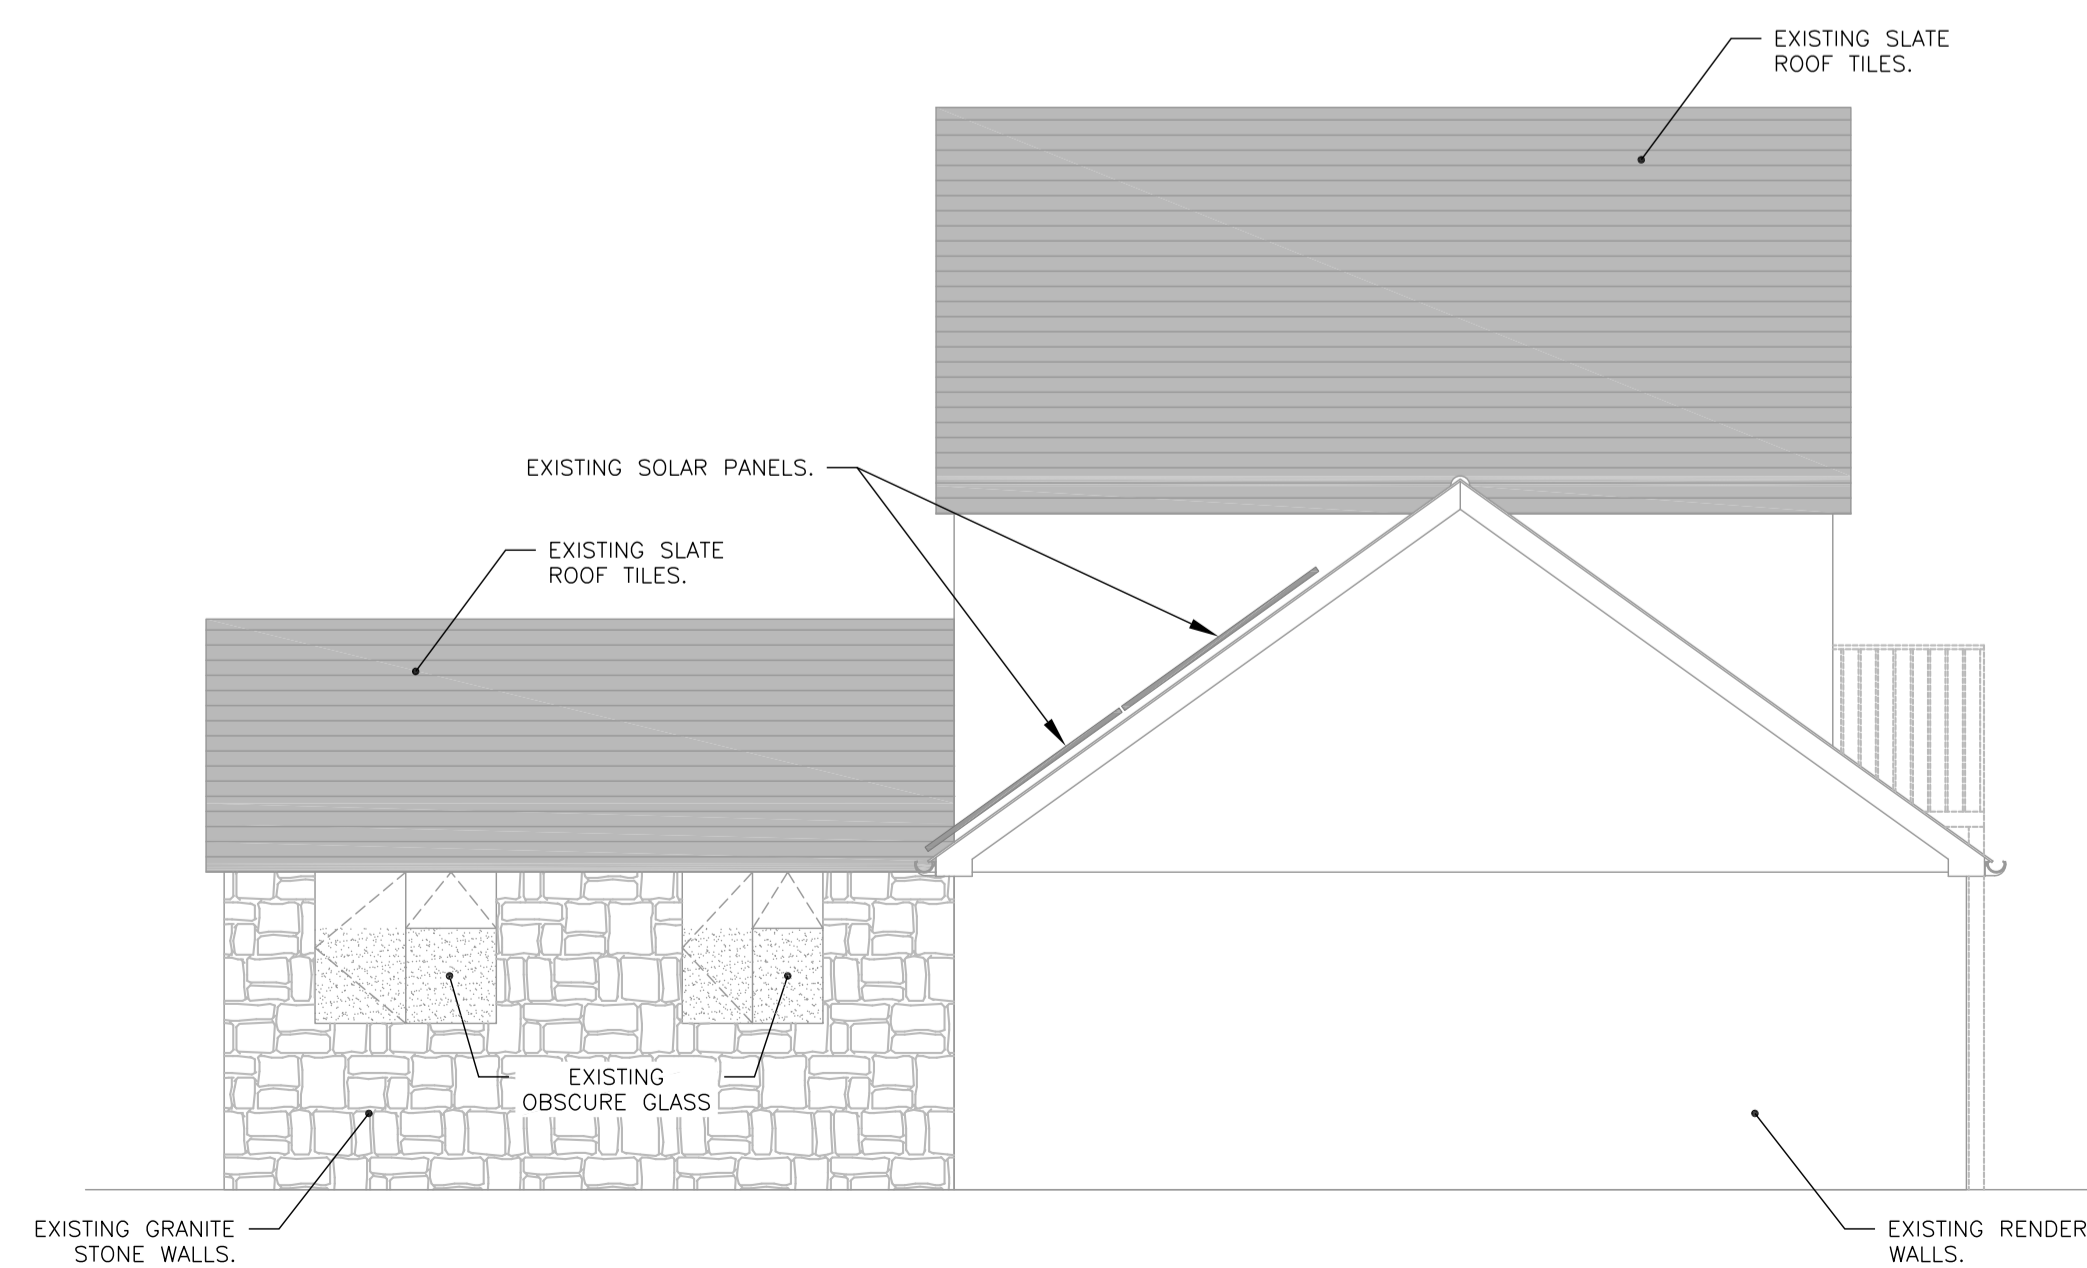 EXISTING SLATE
ROOF TILES.
EXISTING SOLAR PANELS.
EXISTING SLATE
ROOF TILES.
EXISTING
OBSCURE GLASS
EXISTING GRANITE
STONE WALLS.
EXISTING RENDER
WALLS.